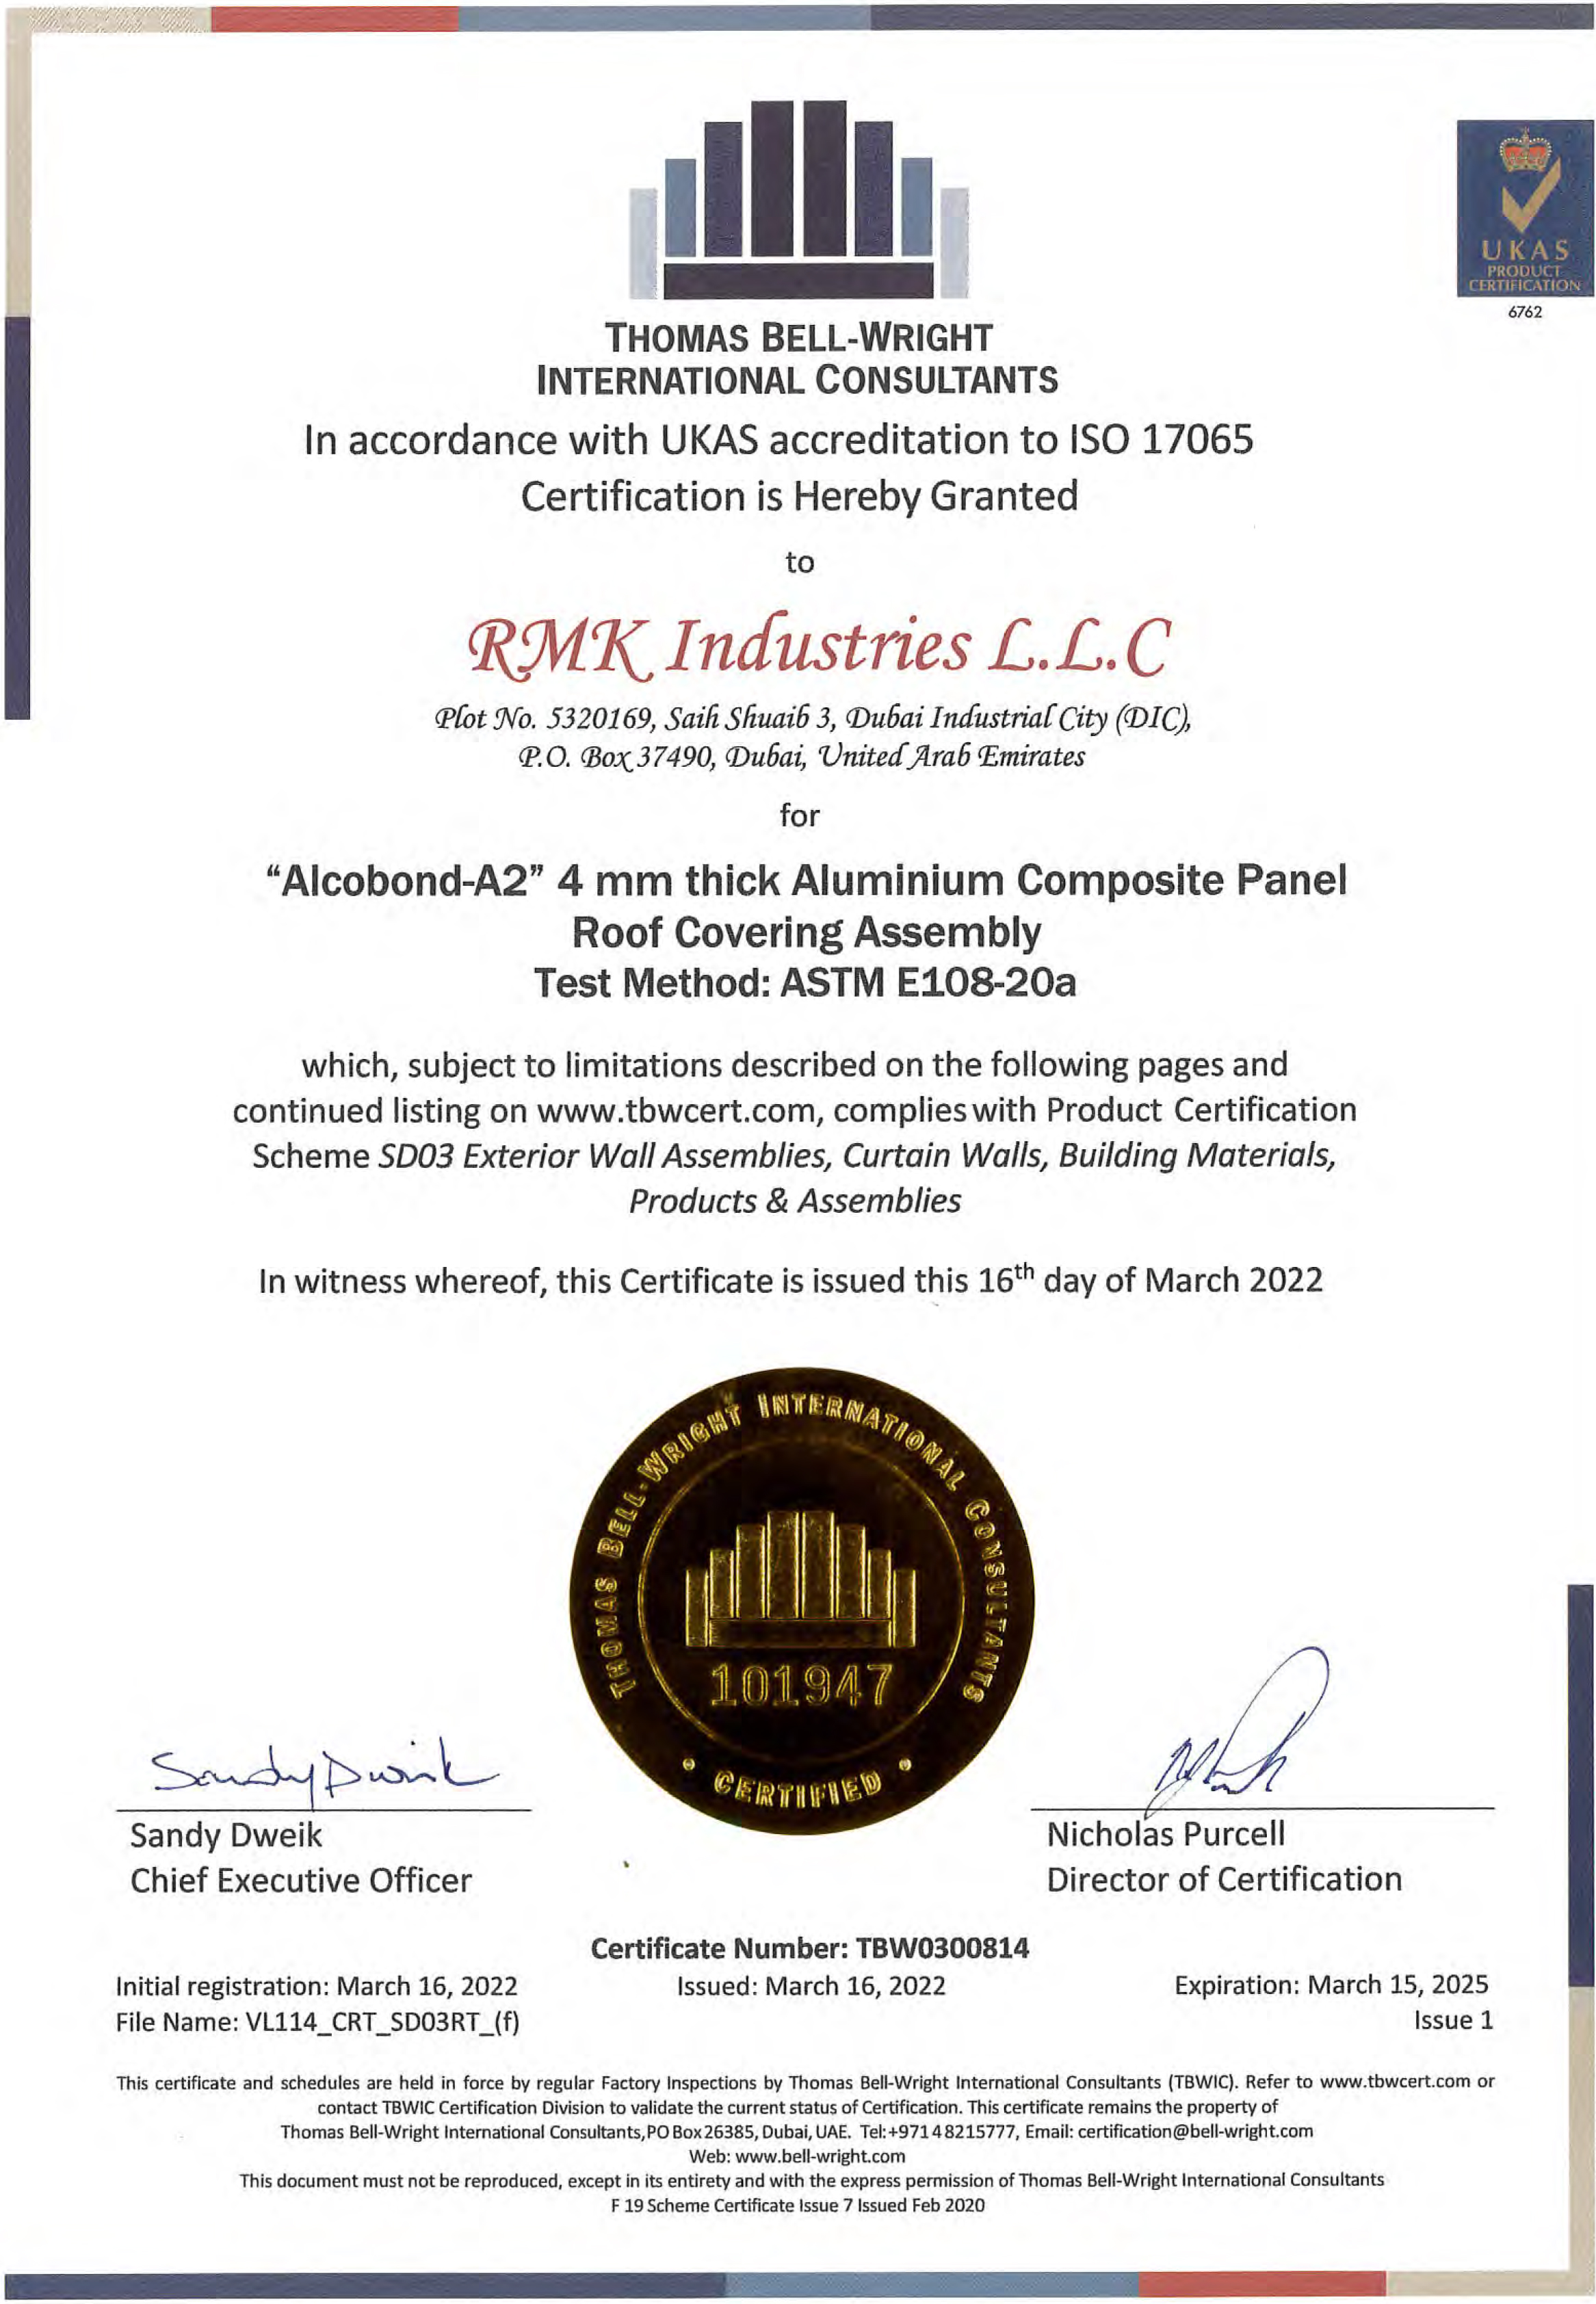 UKAS
PRODUCT
CERTIFICATION
6762
THOMAS BELL-WRIGHT
INTERNATIONAL CONSULTANTS
In accordance with UKAS accreditation to ISO 17065
Certification is Hereby Granted
to
RMK Industries L.L.C
Plot No. 5320169, Saih Shuaib 3, Dubai Industrial City (DIC),
P.O. Box 37490, Dubai, United Arab Emirates
for
“Alcobond-A2” 4 mm thick Aluminium Composite Panel
Roof Covering Assembly
Test Method: ASTM E108-20a
which, subject to limitations described on the following pages and
continued listing on www.tbwcert.com, complies with Product Certification
Scheme SD03 Exterior Wall Assemblies, Curtain Walls, Building Materials,
Products & Assemblies
In witness whereof, this Certificate is issued this 16th day of March 2022
THOMAS BELL-WRIGHT INTERNATIONAL CONSULTANTS
101947
• CERTIFIED •
Sandy Dweik
Sandy Dweik
Chief Executive Officer
Nicholas Purcell
Director of Certification
Certificate Number: TBW0300814
Initial registration: March 16, 2022
Issued: March 16, 2022
Expiration: March 15, 2025
File Name: VL114_CRT_SD03RT_(f)
Issue 1
This certificate and schedules are held in force by regular Factory Inspections by Thomas Bell-Wright International Consultants (TBWIC). Refer to www.tbwcert.com or
contact TBWIC Certification Division to validate the current status of Certification. This certificate remains the property of
Thomas Bell-Wright International Consultants, PO Box 26385, Dubai, UAE. Tel:+971 4 8215777, Email: certification@bell-wright.com
Web: www.bell-wright.com
This document must not be reproduced, except in its entirety and with the express permission of Thomas Bell-Wright International Consultants
F 19 Scheme Certificate Issue 7 Issued Feb 2020